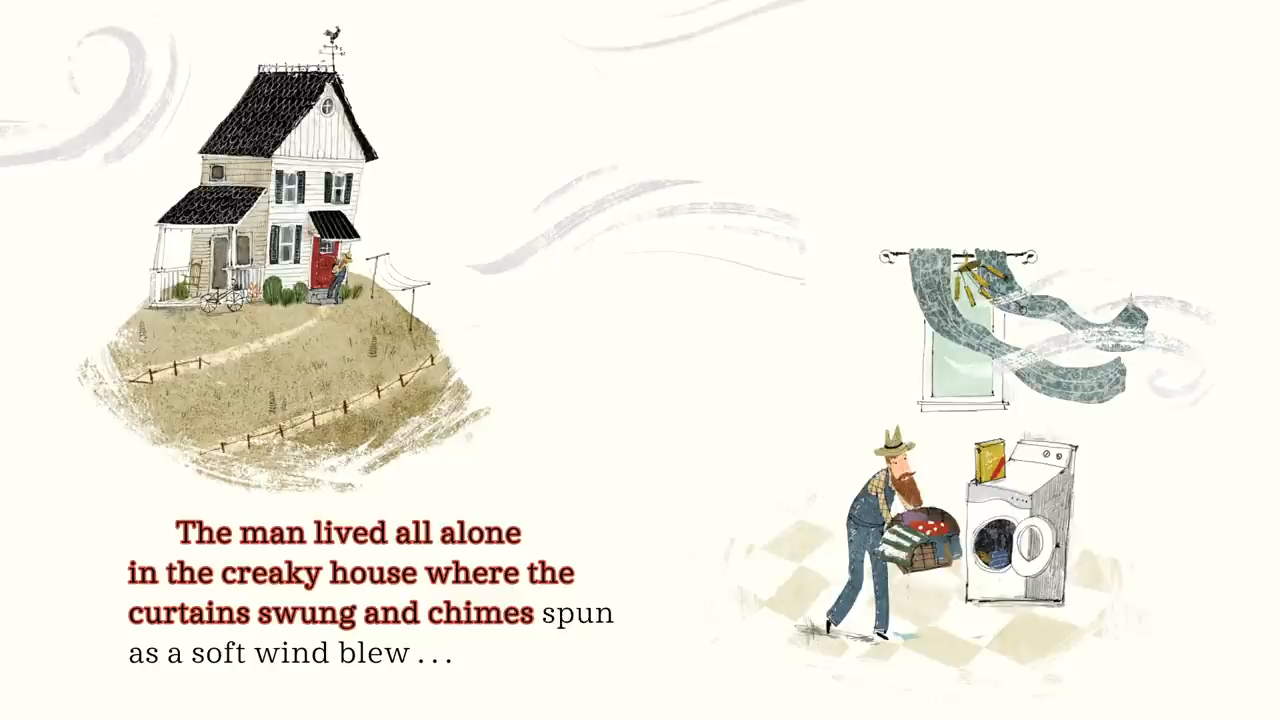 The man lived all alone
in the creaky house where the
curtains swung and chimes spun
as a soft wind blew . . .